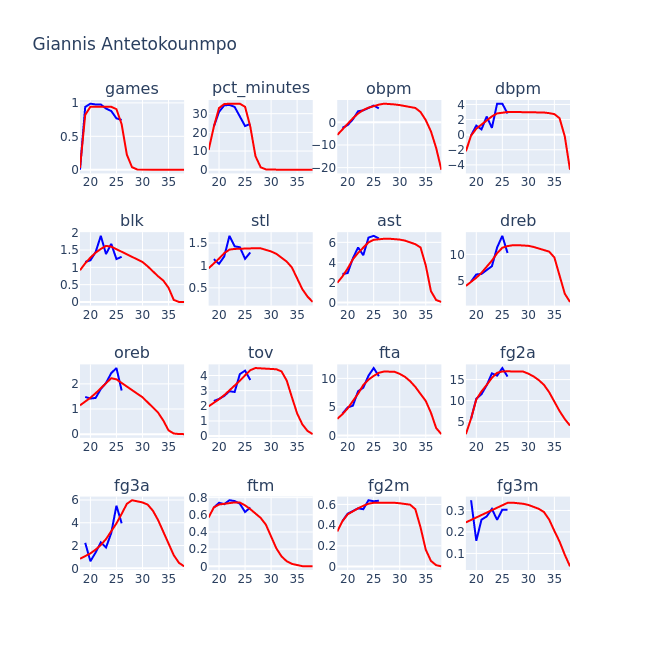 Giannis Antetokounmpo
games pct_minutes obpm dbpm
1 0.5 0 20 25 30 35
30 20 10 0 20 25 30 35
0 −10 −20 20 25 30 35
4 2 0 −2 −4 20 25 30 35
blk stl ast dreb
2 1.5 1 0.5 0 20 25 30 35
1.5 1 0.5 20 25 30 35
6 4 2 0 20 25 30 35
10 5 20 25 30 35
oreb tov fta fg2a
2 0 20 25 30 35
4 3 2 1 0 20 25 30 35
10 5 0 20 25 30 35
15 10 5 20 25 30 35
fg3a ftm fg2m fg3m
6 4 2 0 20 25 30 35
0.8 0.6 0.4 0.2 0 20 25 30 35
0.6 0.4 0.2 0 20 25 30 35
0.3 0.2 0.1 20 25 30 35